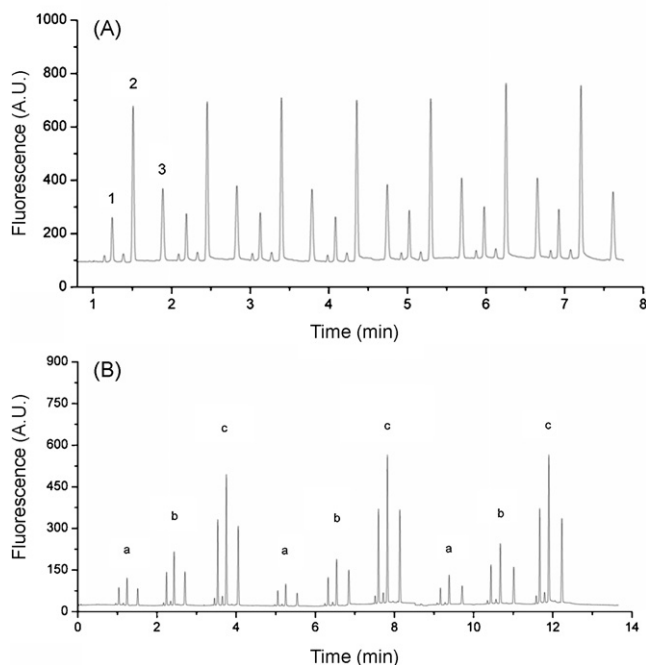 (A)
1000
800
600
400
200
0
Fluorescence (A.U.)
1
2
3
1 2 3 4 5 6 7 8
Time (min)
(B)
900
750
600
450
300
150
0
Fluorescence (A.U.)
a b c a b c a b c
0 2 4 6 8 10 12 14
Time (min)